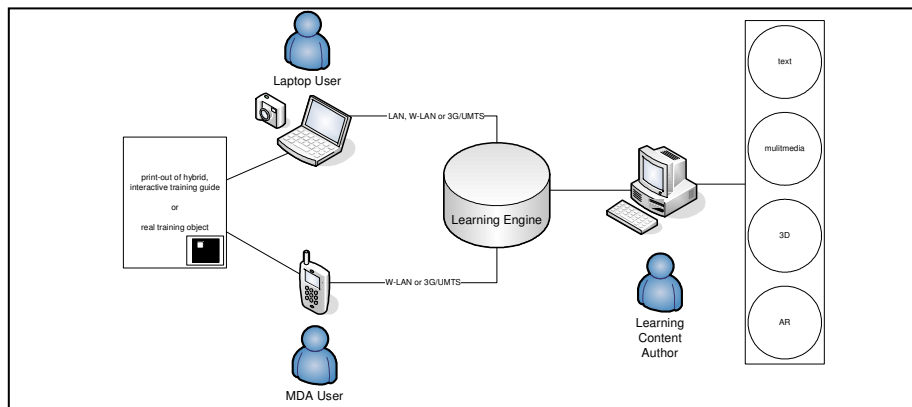 Laptop User
LAN, W-LAN or 3G/UMTS
print-out of hybrid,
interactive training guide
or
real training object
Learning Engine
W-LAN or 3G/UMTS
MDA User
Learning
Content
Author
text
mulitmedia
3D
AR